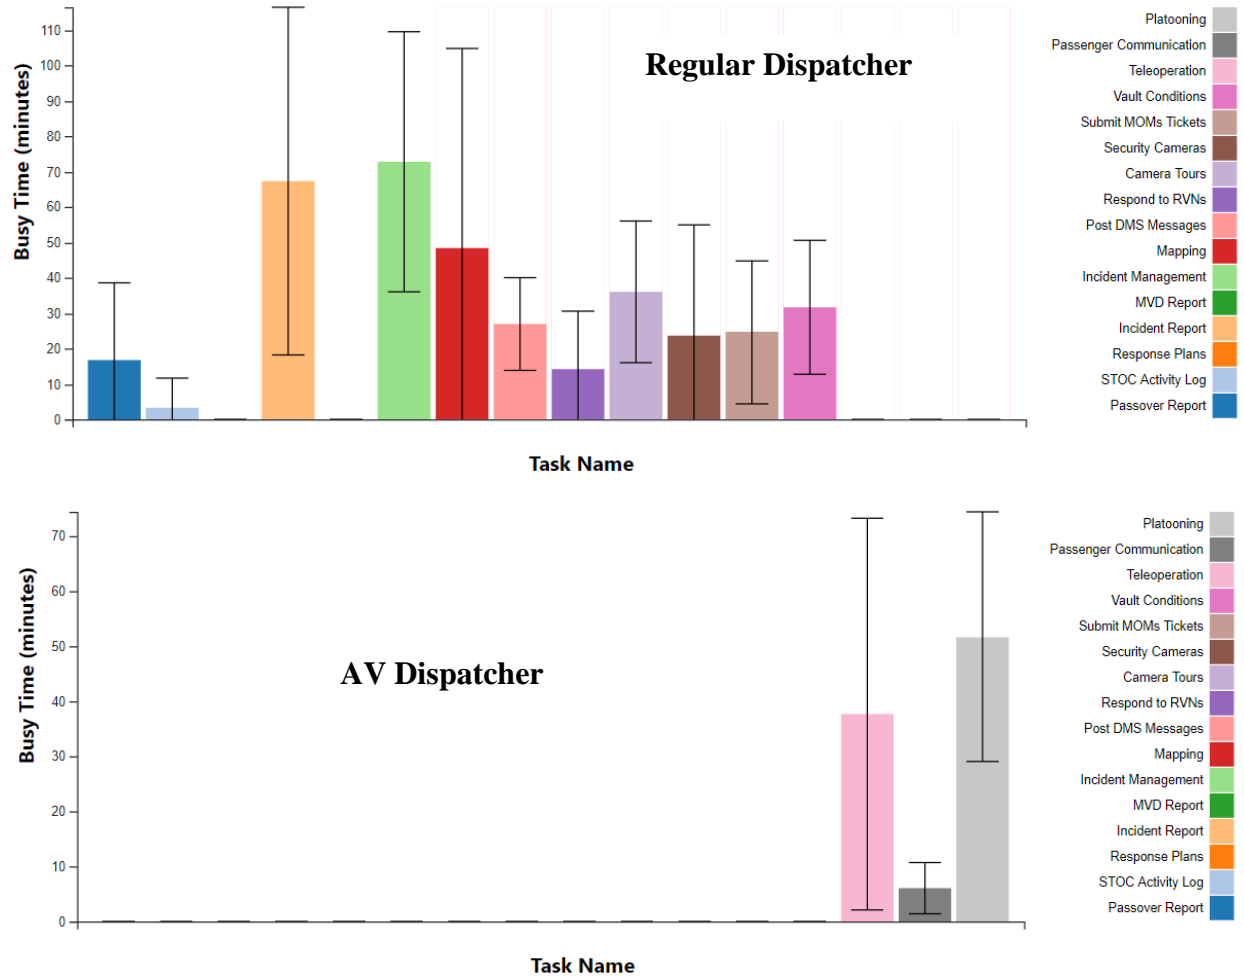 Regular Dispatcher
Busy Time (minutes)
110
100
90
80
70
60
50
40
30
20
10
0
Task Name
Platooning
Passenger Communication
Teleoperation
Vault Conditions
Submit MOMs Tickets
Security Cameras
Camera Tours
Respond to RVNs
Post DMS Messages
Mapping
Incident Management
MVD Report
Incident Report
Response Plans
STOC Activity Log
Passover Report
AV Dispatcher
Busy Time (minutes)
70
60
50
40
30
20
10
0
Task Name
Platooning
Passenger Communication
Teleoperation
Vault Conditions
Submit MOMs Tickets
Security Cameras
Camera Tours
Respond to RVNs
Post DMS Messages
Mapping
Incident Management
MVD Report
Incident Report
Response Plans
STOC Activity Log
Passover Report